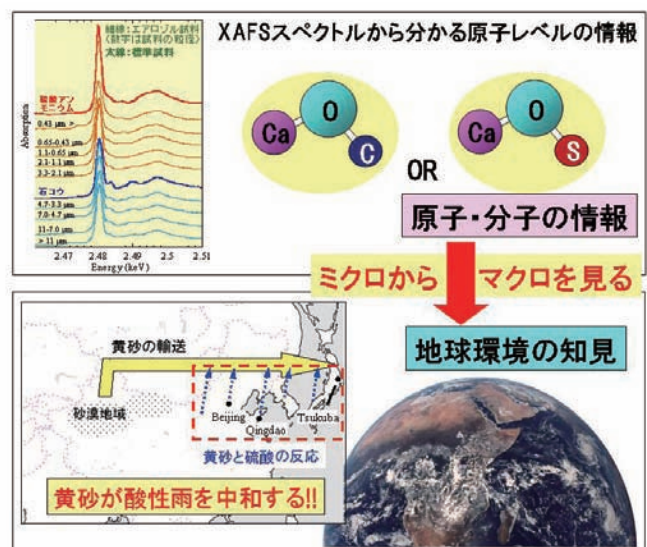 XAFSスペクトルから分かる原子レベルの情報
細線:エアロゾル試料
(数字は試料の粒径)
太線:標準試料
Absorption
硫酸アン
モニウム
0.43 μm >
0.65-0.43 μm
1.1-0.65 μm
2.1-1.1 μm
3.3-2.1 μm
石コウ
4.7-3.3 μm
7.0-4.7 μm
11-7.0 μm
> 11 μm
2.47 2.48 2.49 2.5 2.51
Energy (keV)
Ca O C
OR
Ca O S
原子・分子の情報
ミクロから マクロを見る
地球環境の知見
黄砂の輸送
砂漠地域
Beijing
Qingdao
Tsukuba
黄砂と硫酸の反応
黄砂が酸性雨を中和する!!